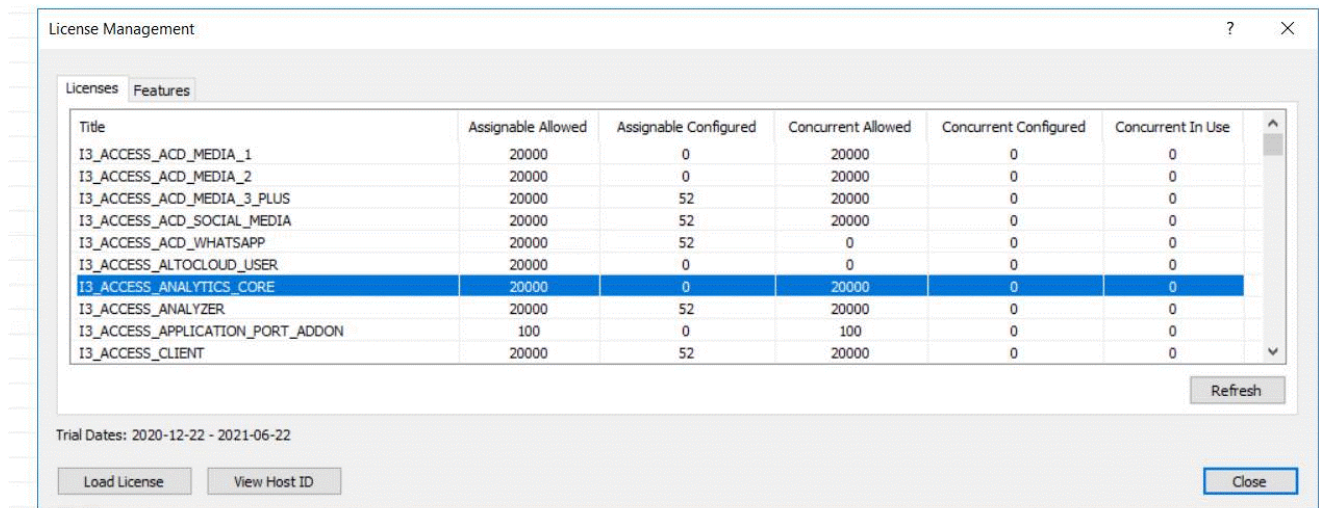 License Management ?
Licenses Features
Title Assignable Allowed Assignable Configured Concurrent Allowed Concurrent Configured Concurrent In Use
I3_ACCESS_ACD_MEDIA_1 20000 0 20000 0 0
I3_ACCESS_ACD_MEDIA_2 20000 0 20000 0 0
I3_ACCESS_ACD_MEDIA_3_PLUS 20000 52 20000 0 0
I3_ACCESS_ACD_SOCIAL_MEDIA 20000 52 20000 0 0
I3_ACCESS_ACD_WHATSAPP 20000 52 0 0 0
I3_ACCESS_ALTOCLOUD_USER 20000 0 0 0 0
I3_ACCESS_ANALYTICS_CORE 20000 0 20000 0 0
I3_ACCESS_ANALYZER 20000 52 20000 0 0
I3_ACCESS_APPLICATION_PORT_ADDON 100 0 100 0 0
I3_ACCESS_CLIENT 20000 52 20000 0 0
Refresh
Trial Dates: 2020-12-22 - 2021-06-22
Load License View Host ID Close